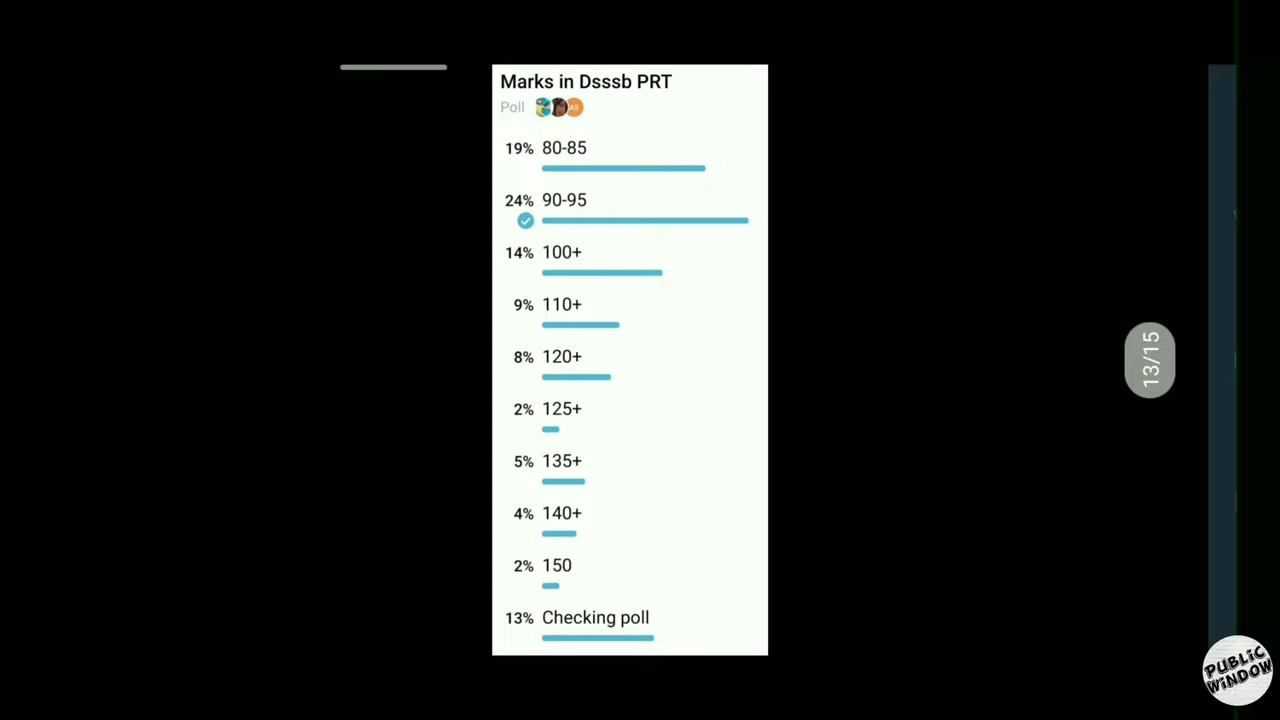 Marks in Dsssb PRT
Poll
AS
19% 80-85
24% 90-95
14% 100+
9% 110+
8% 120+
2% 125+
5% 135+
4% 140+
2% 150
13% Checking poll
13/15
PUBLIC
WINDOW